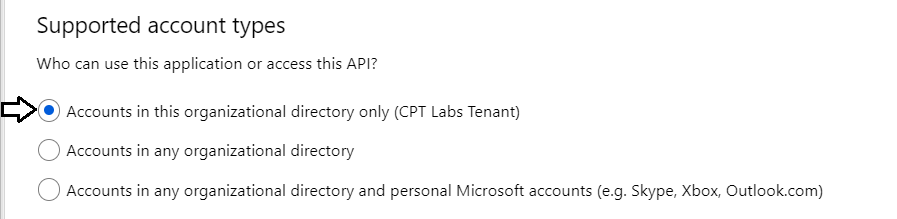 Supported account types
Who can use this application or access this API?
Accounts in this organizational directory only (CPT Labs Tenant)
Accounts in any organizational directory
Accounts in any organizational directory and personal Microsoft accounts (e.g. Skype, Xbox, Outlook.com)